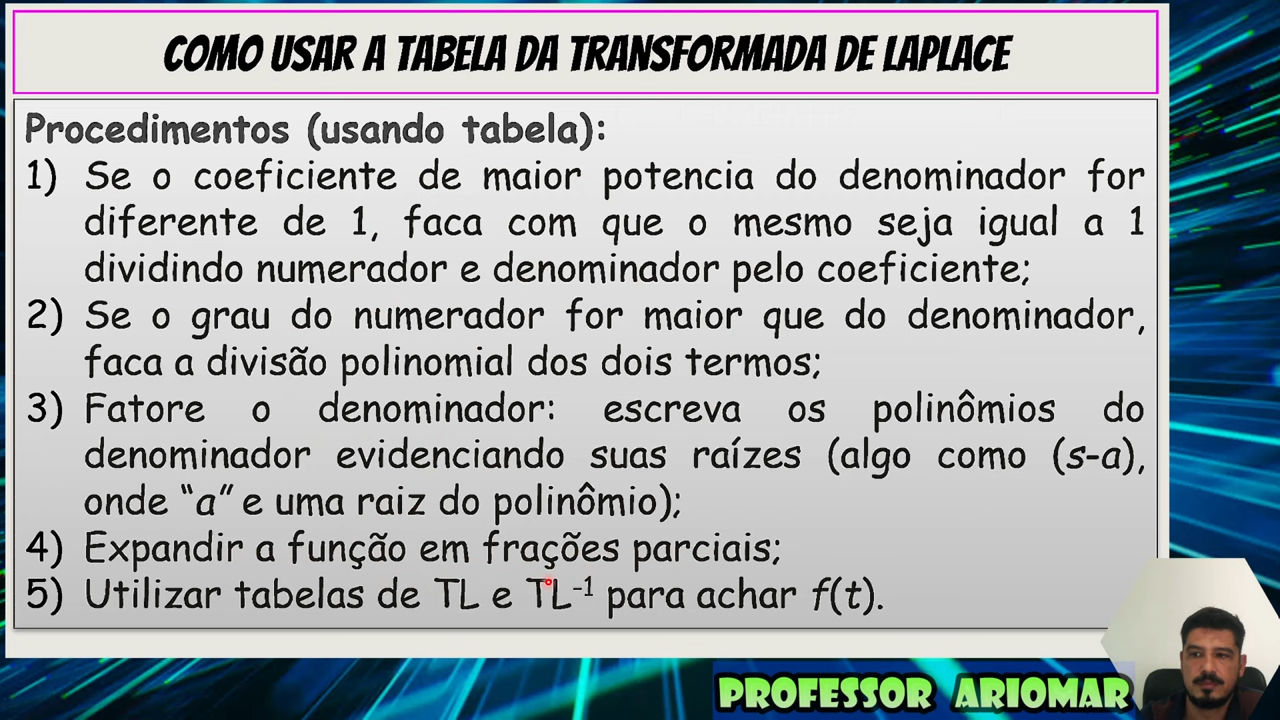 COMO USAR A TABELA DA TRANSFORMADA DE LAPLACE
Procedimentos (usando tabela):
1) Se o coeficiente de maior potencia do denominador for
diferente de 1, faca com que o mesmo seja igual a 1
dividindo numerador e denominador pelo coeficiente;
2) Se o grau do numerador for maior que do denominador,
faca a divisão polinomial dos dois termos;
3) Fatore o denominador: escreva os polinômios do
denominador evidenciando suas raízes (algo como (s-a),
onde “a” e uma raiz do polinômio);
4) Expandir a função em frações parciais;
5) Utilizar tabelas de TL e TL⁻¹ para achar f(t).
PROFESSOR ARIOMAR